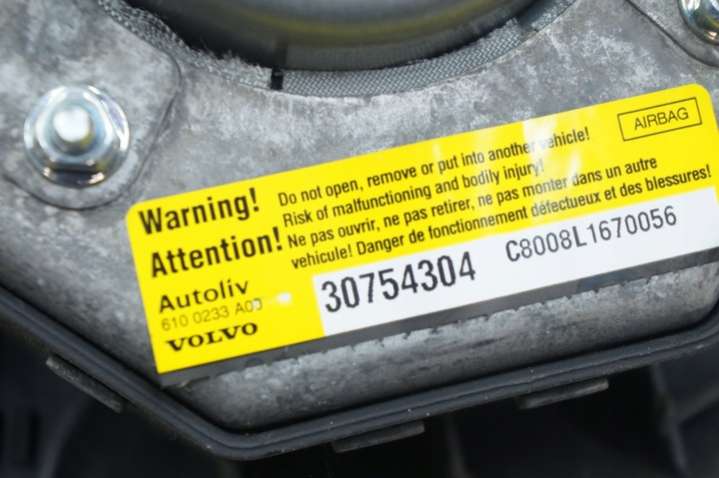 AIRBAG
Warning!
Attention!
Do not open, remove or put into another vehicle!
Risk of malfunctioning and bodily injury!
Ne pas ouvrir, ne pas retirer, ne pas monter dans un autre
vehicule! Danger de fonctionnement défectueux et des blessures!
Autoliv
610 0233 
VOLVO
30754304
C8008L1670056